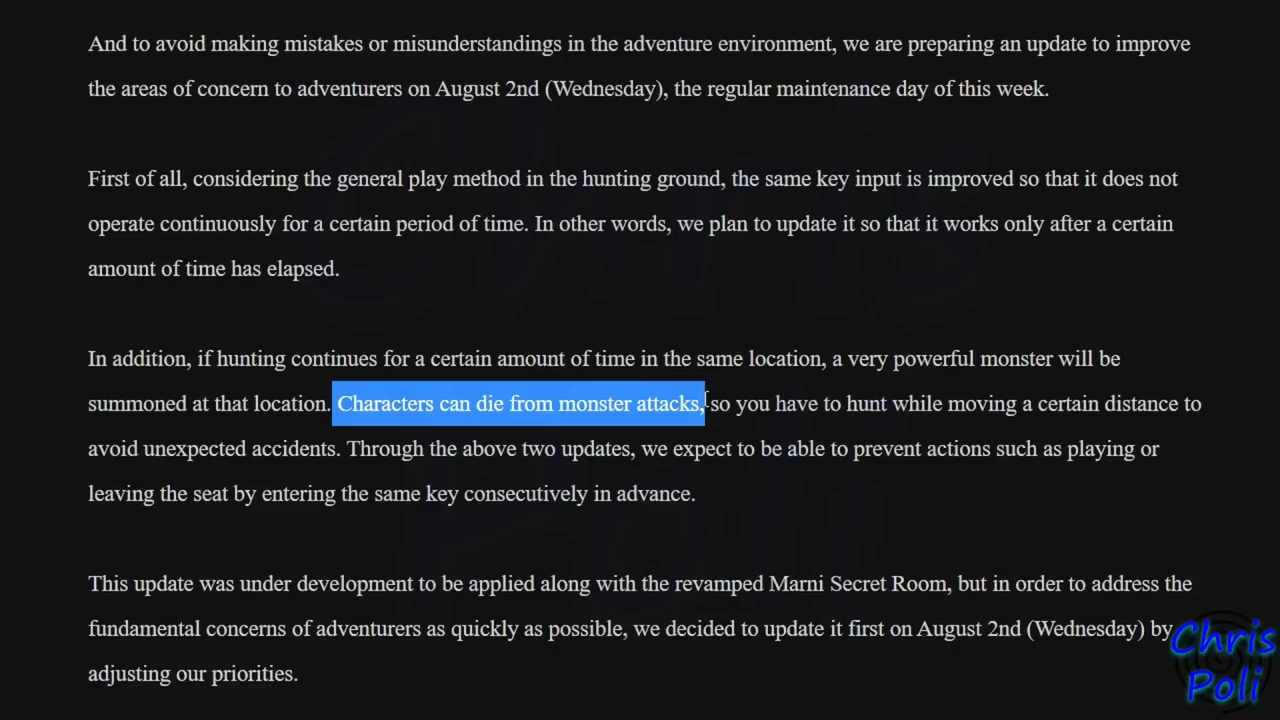 And to avoid making mistakes or misunderstandings in the adventure environment, we are preparing an update to improve
the areas of concern to adventurers on August 2nd (Wednesday), the regular maintenance day of this week.
First of all, considering the general play method in the hunting ground, the same key input is improved so that it does not
operate continuously for a certain period of time. In other words, we plan to update it so that it works only after a certain
amount of time has elapsed.
In addition, if hunting continues for a certain amount of time in the same location, a very powerful monster will be
summoned at that location. Characters can die from monster attacks, so you have to hunt while moving a certain distance to
avoid unexpected accidents. Through the above two updates, we expect to be able to prevent actions such as playing or
leaving the seat by entering the same key consecutively in advance.
This update was under development to be applied along with the revamped Marni Secret Room, but in order to address the
fundamental concerns of adventurers as quickly as possible, we decided to update it first on August 2nd (Wednesday) by
adjusting our priorities.
Chris
Poli
Chris
Poli